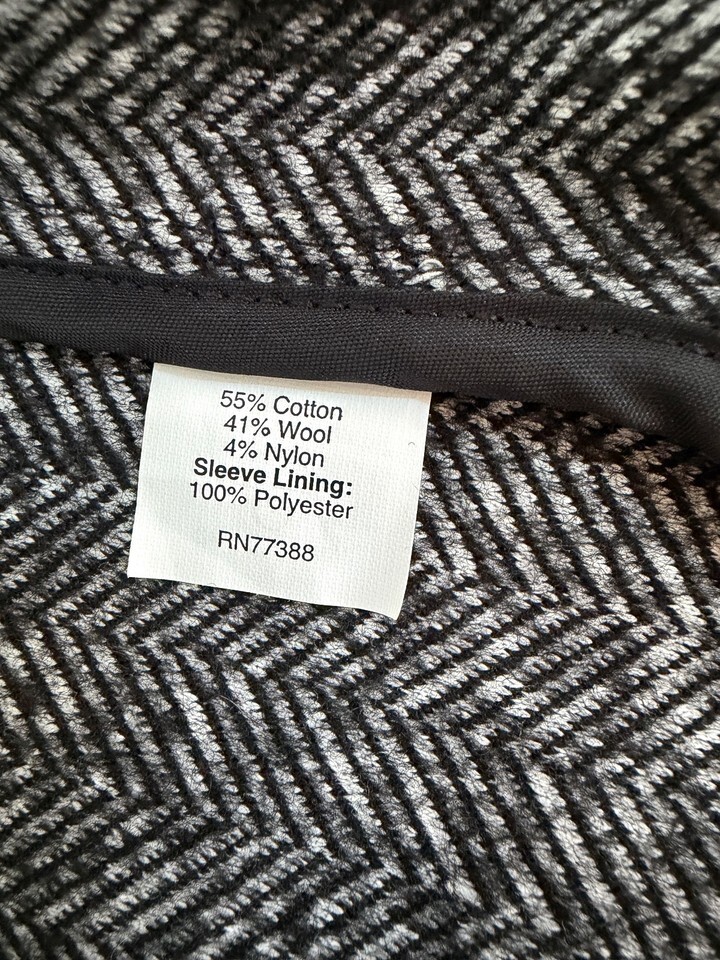 55% Cotton
41% Wool
4% Nylon
Sleeve Lining:
100% Polyester
RN77388